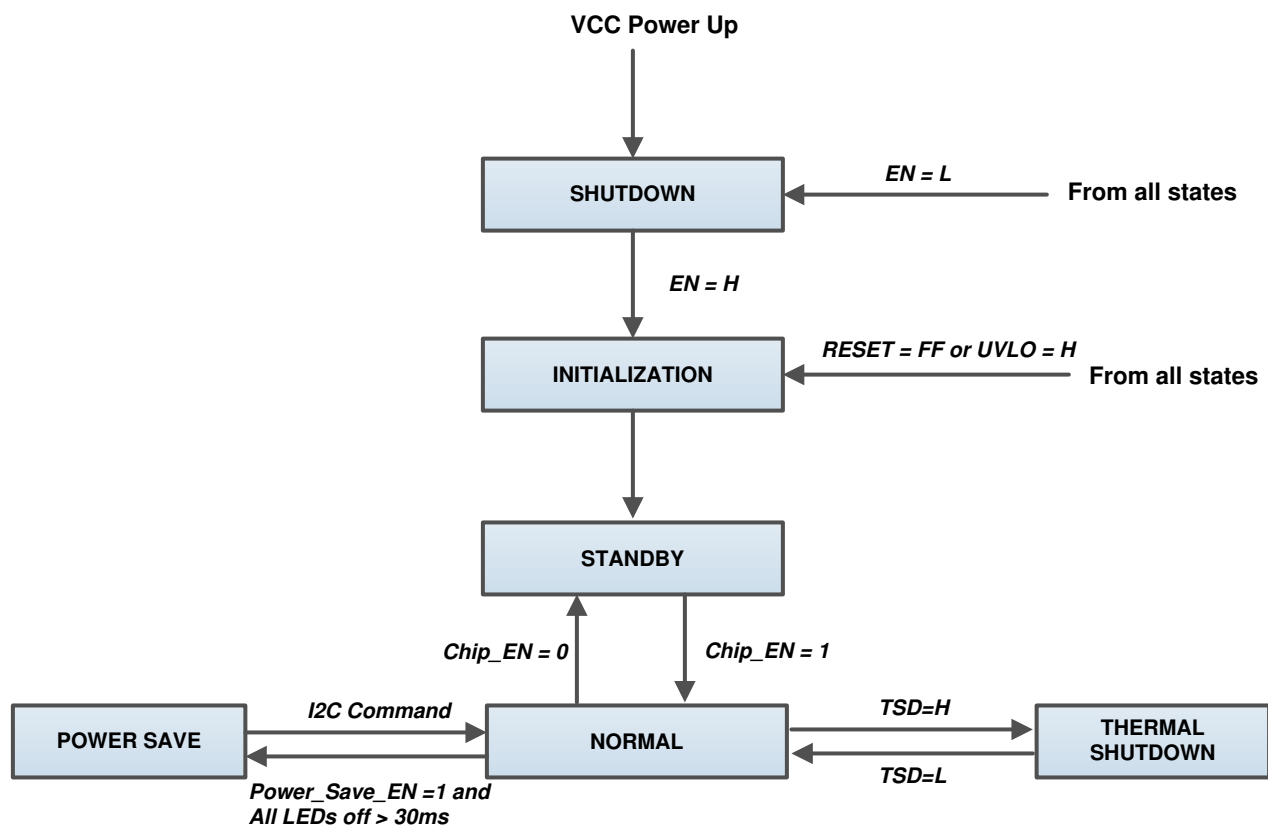 VCC Power Up
SHUTDOWN
EN = L
From all states
EN = H
INITIALIZATION
RESET = FF or UVLO = H
From all states
STANDBY
Chip_EN = 0
Chip_EN = 1
POWER SAVE
I2C Command
NORMAL
TSD=H
TSD=L
THERMAL
SHUTDOWN
Power_Save_EN =1 and
All LEDs off > 30ms